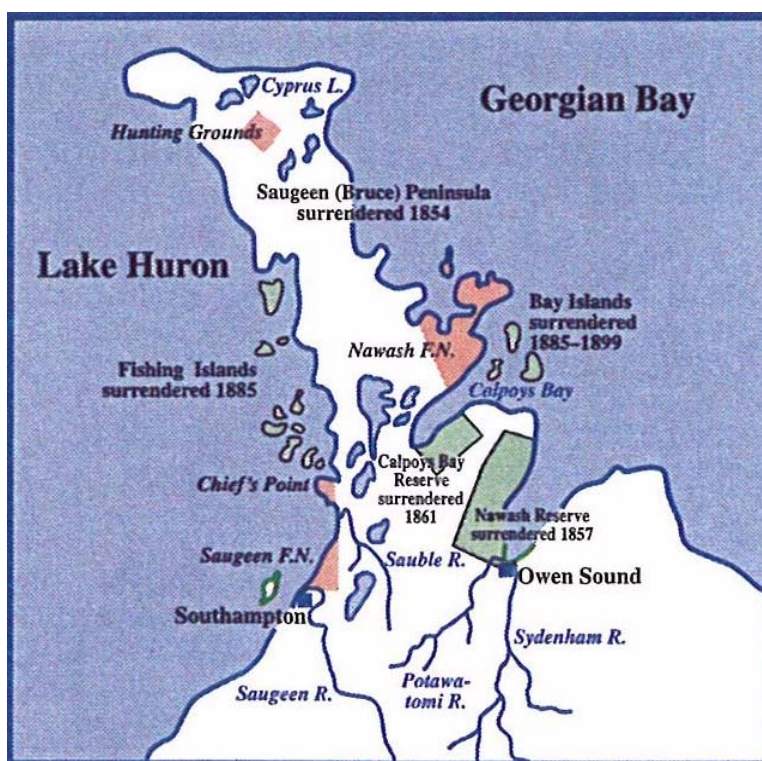 Cyprus L.
Georgian Bay
Hunting Grounds
Saugeen (Bruce) Peninsula
surrendered 1854
Lake Huron
Bay Islands
surrendered
1885–1899
Nawash F.N.
Fishing Islands
surrendered 1885
Calpoys Bay
Calpoys Bay
Reserve
surrendered
1861
Chief's Point
Nawash Reserve
surrendered 1857
Saugeen F.N.
Sauble R.
Owen Sound
Southampton
Sydenham R.
Saugeen R.
Potawa-
tomi R.